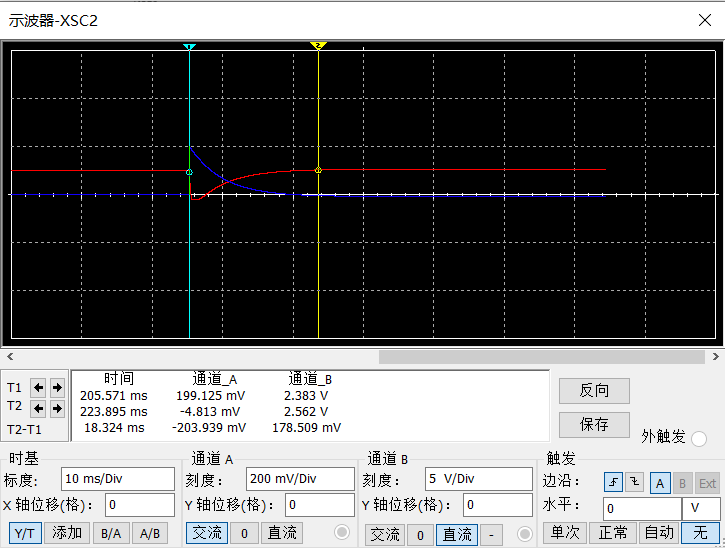 示波器-XSC2
1 2
时间 通道_A 通道_B
T1 205.571 ms 199.125 mV 2.383 V
T2 223.895 ms -4.813 mV 2.562 V
T2-T1 18.324 ms -203.939 mV 178.509 mV
反向
保存
外触发
时基 通道 A 通道 B 触发
标度： 10 ms/Div 刻度： 200 mV/Div 刻度： 5 V/Div 边沿： A B Ext
X 轴位移(格)： 0 Y 轴位移(格)： 0 Y 轴位移(格)： 0 水平： 0 V
Y/T 添加 B/A A/B 交流 0 直流 交流 0 直流 - 单次 正常 自动 无